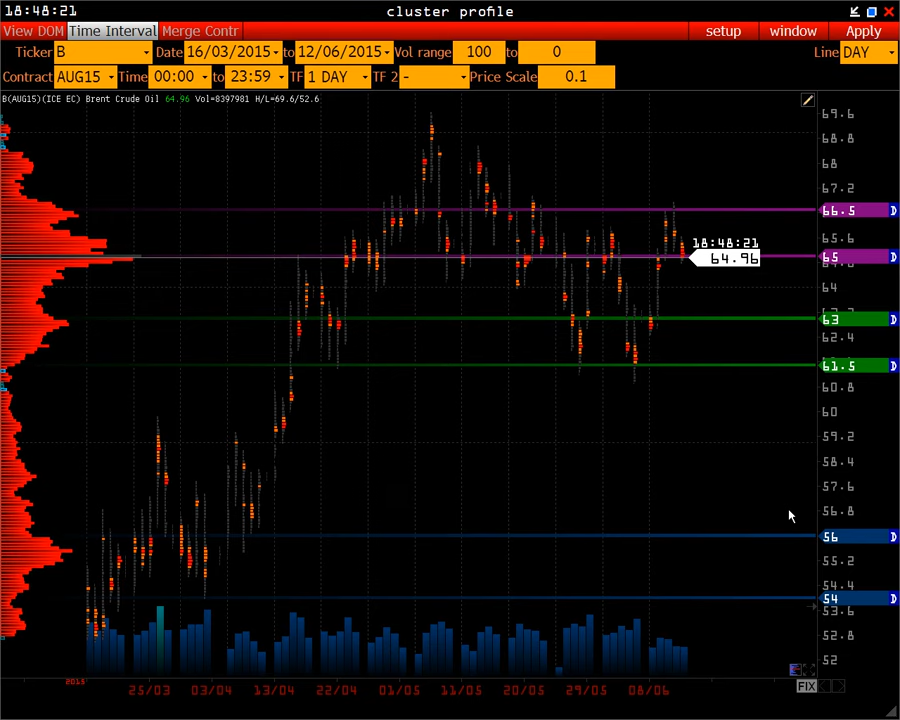 18:48:21 cluster profile
View DOM Time Interval Merge Contr setup window Apply
Ticker B Date 16/03/2015 to 12/06/2015 Vol range 100 to 0 Line DAY
Contract AUG15 Time 00:00 to 23:59 TF 1 DAY TF 2 - Price Scale 0.1
B(AUG15)(ICE EC) Brent Crude Oil 64.96 Vol=8397981 H/L=69.6/52.6
69.6
68.8
68
67.2
66.5 D
65.6
18:48:21
64.96
65 D
64
63 D
62.4
61.5 D
60.8
60
59.2
58.4
57.6
56.8
56 D
55.2
54.4
54 D
53.6
52.8
52
2015
25/03 03/04 13/04 22/04 01/05 11/05 20/05 29/05 08/06
FIX